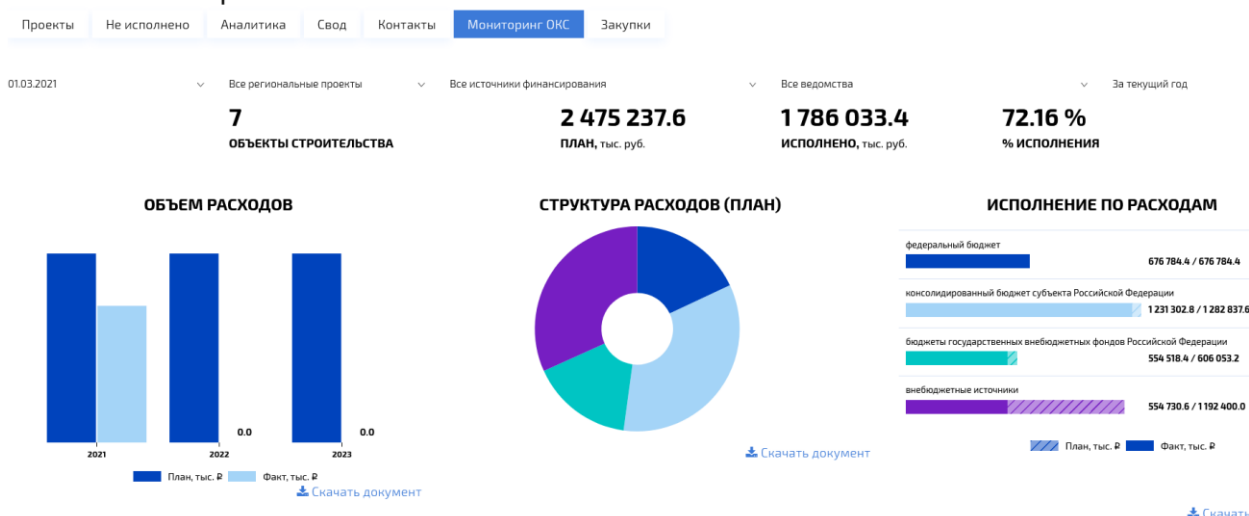 Проекты Не исполнено Аналитика Свод Контакты Мониторинг ОКС Закупки
01.03.2021 Все региональные проекты Все источники финансирования Все ведомства За текущий год
7 2 475 237.6 1 786 033.4 72.16 %
ОБЪЕКТЫ СТРОИТЕЛЬСТВА ПЛАН, тыс. руб. ИСПОЛНЕНО, тыс. руб. % ИСПОЛНЕНИЯ
ОБЪЕМ РАСХОДОВ
0.0 0.0
2021 2022 2023
План, тыс. ₽ Факт, тыс. ₽
Скачать документ
СТРУКТУРА РАСХОДОВ (ПЛАН)
Скачать документ
ИСПОЛНЕНИЕ ПО РАСХОДАМ
федеральный бюджет
676 784.4 / 676 784.4
консолидированный бюджет субъекта Российской Федерации
1 231 302.8 / 1 282 837.6
бюджеты государственных внебюджетных фондов Российской Федерации
554 518.4 / 606 053.2
внебюджетные источники
554 730.6 / 1 192 400.0
План, тыс. ₽ Факт, тыс. ₽
Скачать